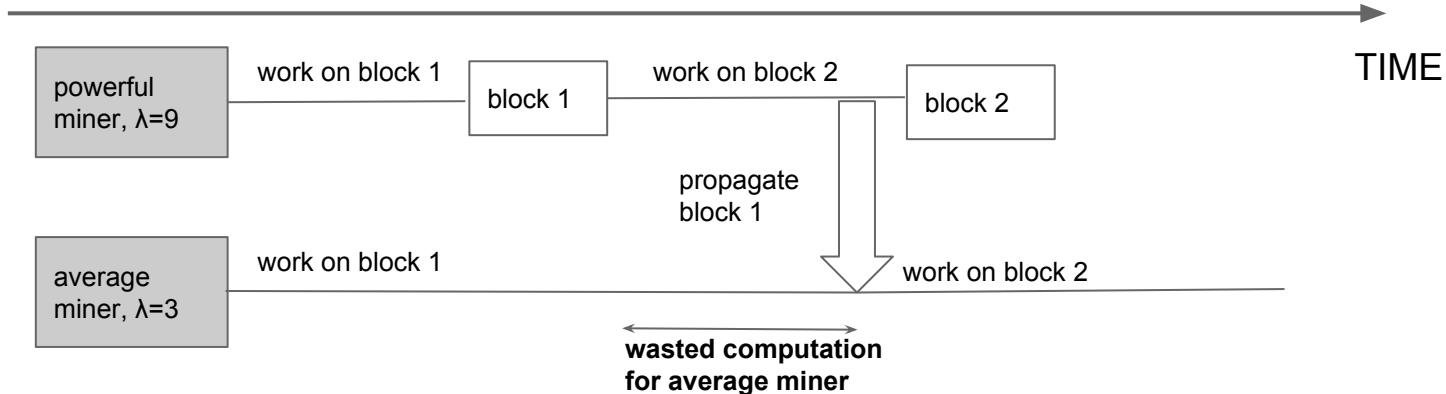 TIME
powerful
miner, λ=9
work on block 1
block 1
work on block 2
block 2
propagate
block 1
average
miner, λ=3
work on block 1
work on block 2
wasted computation
for average miner